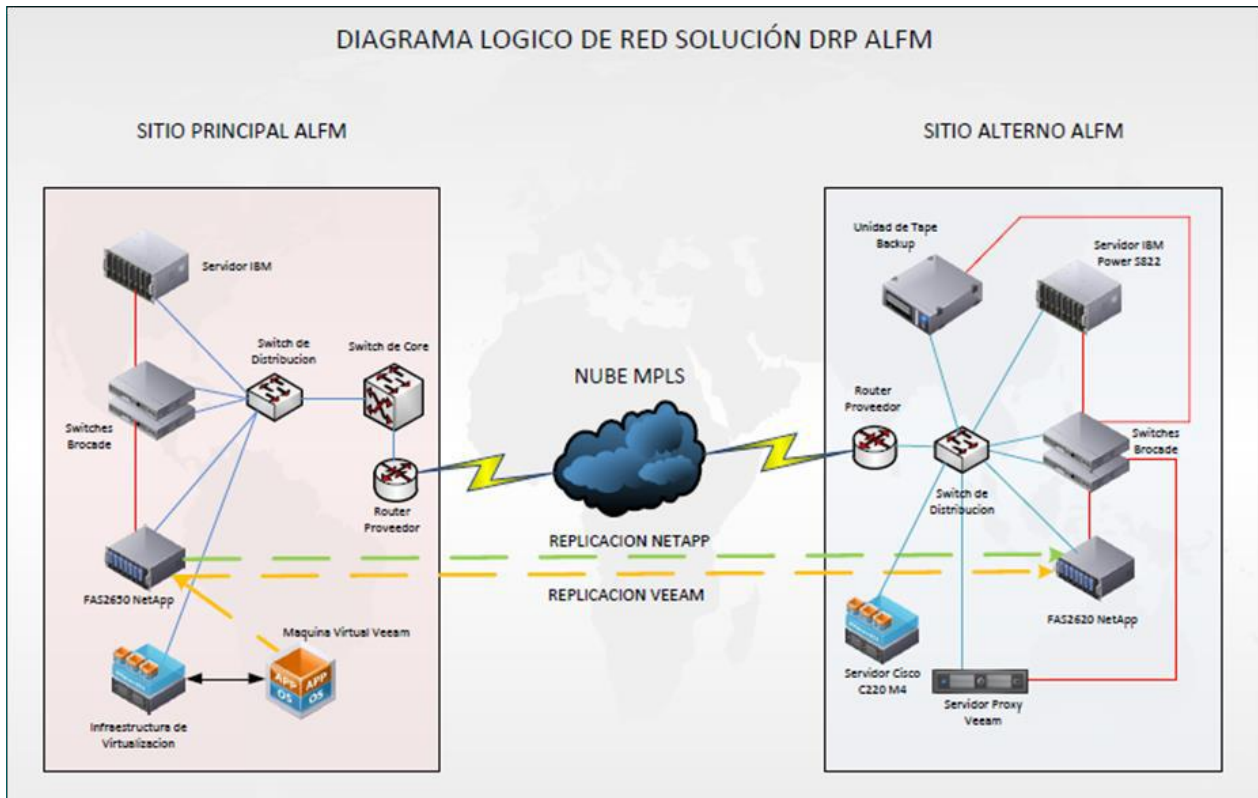 DIAGRAMA LOGICO DE RED SOLUCIÓN DRP ALFM
SITIO PRINCIPAL ALFM
Servidor IBM
Switch de
Distribucion
Switch de Core
Switches
Brocade
Router
Proveedor
FAS2650 NetApp
Maquina Virtual Veeam
APP
APP
OS
OS
Infraestructura de
Virtualizacion
NUBE MPLS
REPLICACION NETAPP
REPLICACION VEEAM
SITIO ALTERNO ALFM
Unidad de Tape
Backup
Servidor IBM
Power S822
Router
Proveedor
Switches
Brocade
Switch de
Distribucion
FAS2620 NetApp
Servidor Cisco
C220 M4
Servidor Proxy
Veeam